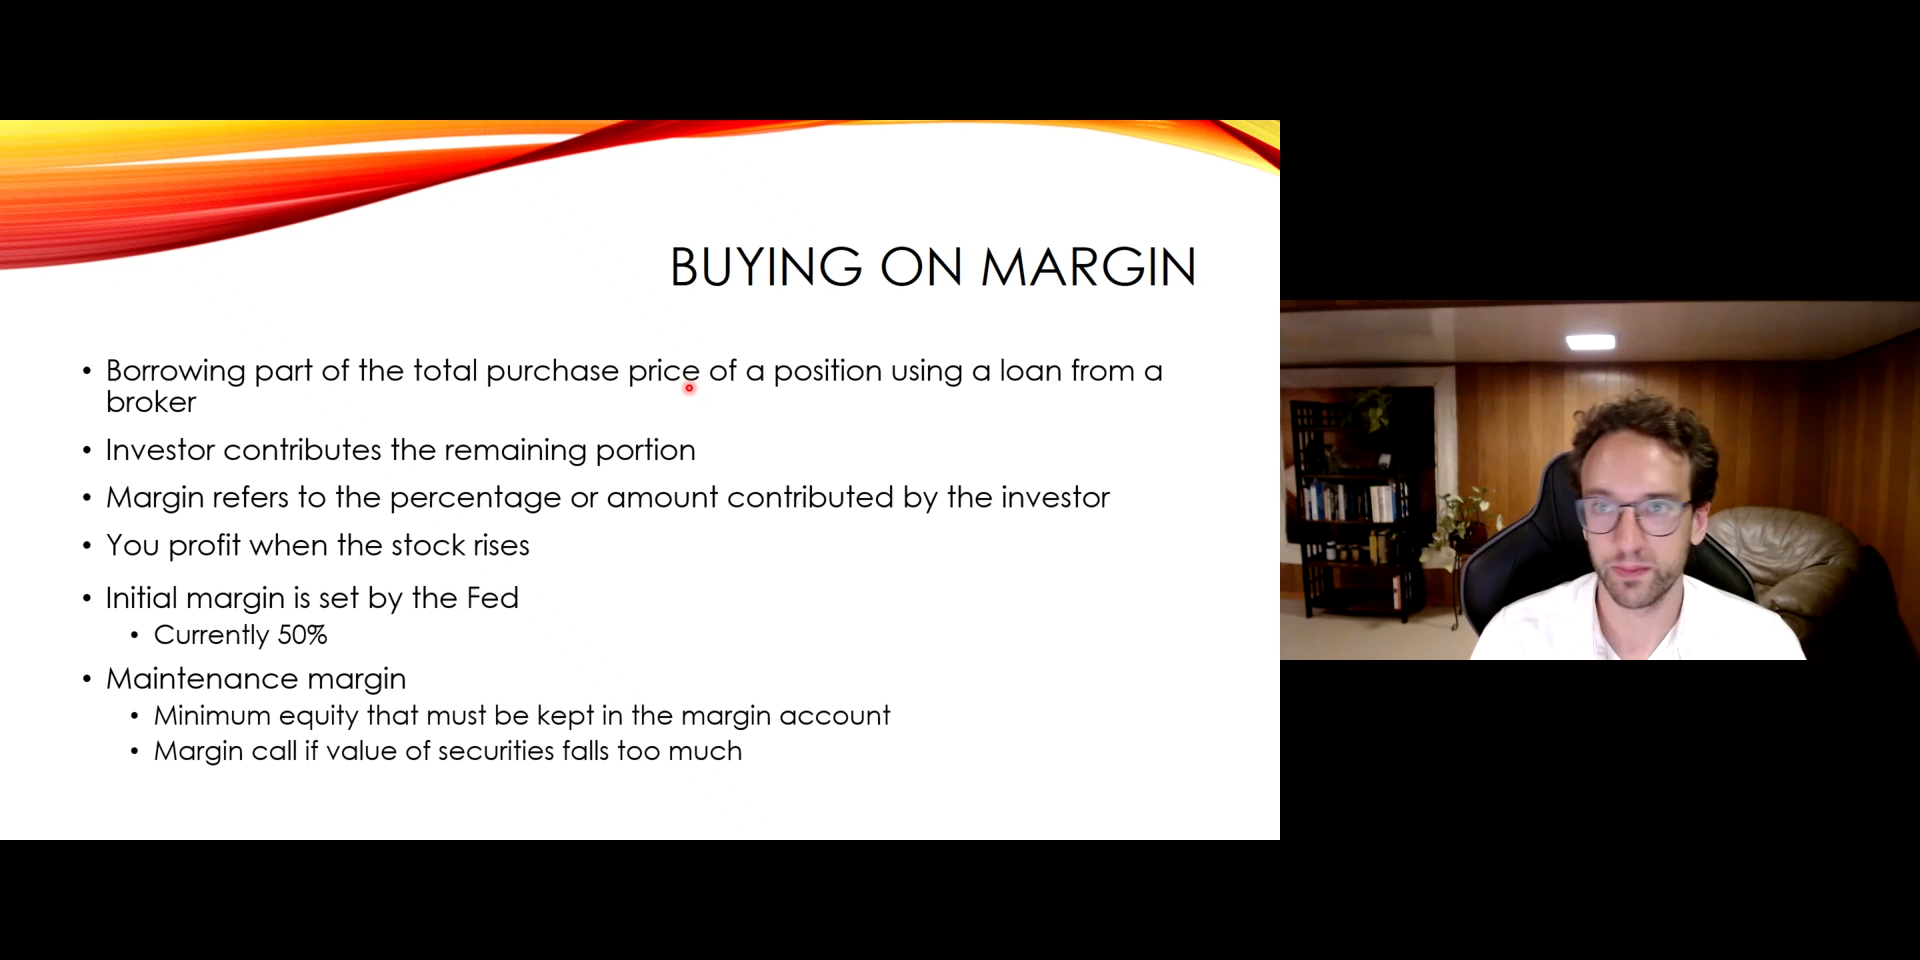 BUYING ON MARGIN
• Borrowing part of the total purchase price of a position using a loan from a
broker
• Investor contributes the remaining portion
• Margin refers to the percentage or amount contributed by the investor
• You profit when the stock rises
• Initial margin is set by the Fed
• Currently 50%
• Maintenance margin
• Minimum equity that must be kept in the margin account
• Margin call if value of securities falls too much